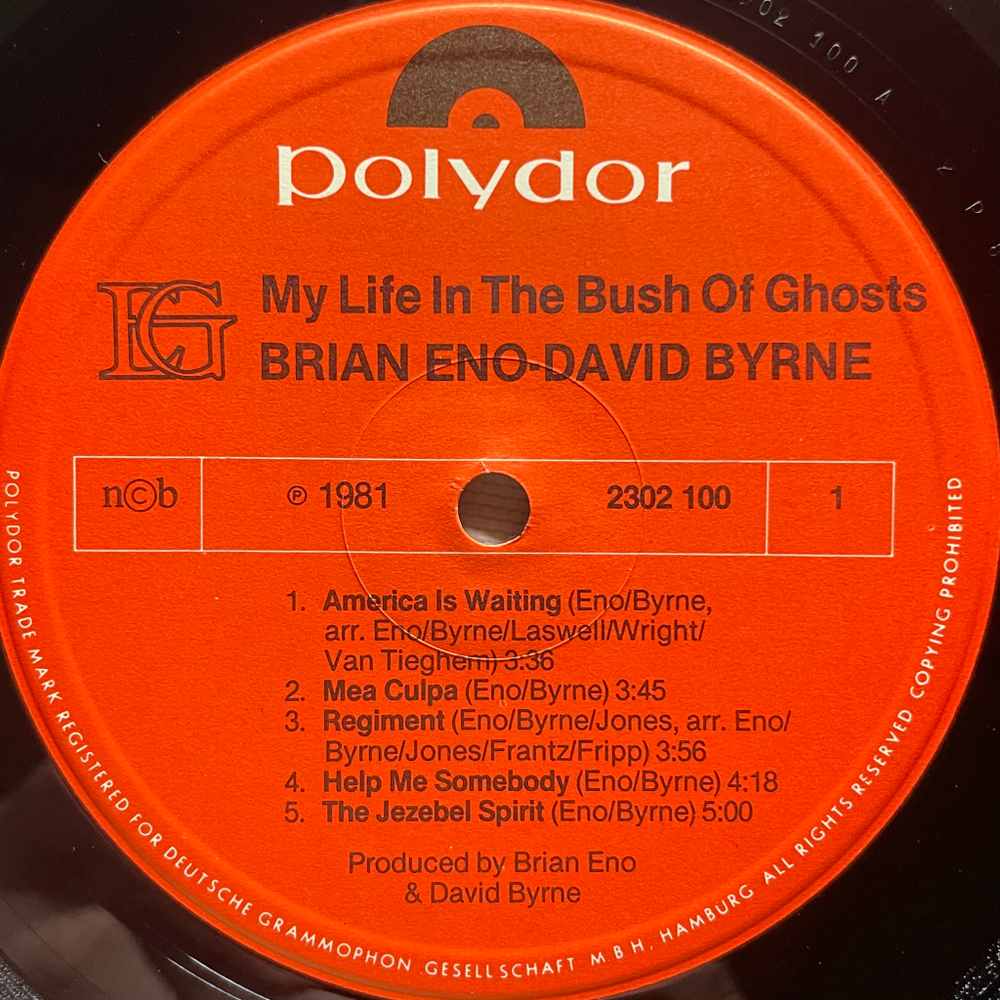 polydor
EG
My Life In The Bush Of Ghosts
BRIAN ENO-DAVID BYRNE
n©b
℗ 1981
2302 100
1
1. America Is Waiting (Eno/Byrne,
arr. Eno/Byrne/Laswell/Wright/
Van Tieghem) 3:36
2. Mea Culpa (Eno/Byrne) 3:45
3. Regiment (Eno/Byrne/Jones, arr. Eno/
Byrne/Jones/Frantz/Fripp) 3:56
4. Help Me Somebody (Eno/Byrne) 4:18
5. The Jezebel Spirit (Eno/Byrne) 5:00
Produced by Brian Eno
& David Byrne
POLYDOR TRADE MARK REGISTERED FOR DEUTSCHE GRAMMOPHON GESELLSCHAFT M B H, HAMBURG ALL RIGHTS RESERVED COPYING PROHIBITED
100 A